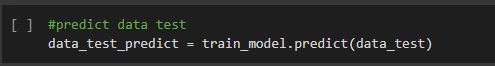 [ ] #predict data test
data_test_predict = train_model.predict(data_test)